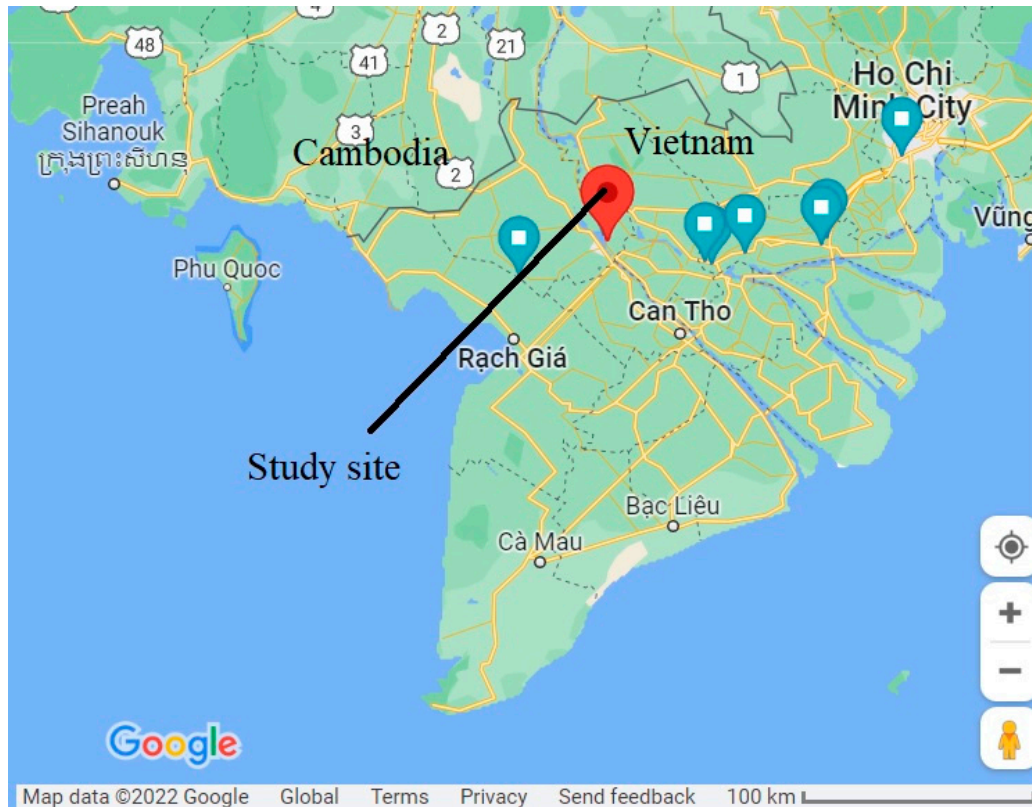 4
2
48
21
41
1
Ho Chi
Minh City
Preah
Sihanouk
ក្រុងព្រះសីហនុ
3
Cambodia
Vietnam
2
Vũng
Phu Quoc
Can Tho
Rạch Giá
Study site
Bạc Liêu
Cà Mau
Google
Map data ©2022 Google Global Terms Privacy Send feedback 100 km